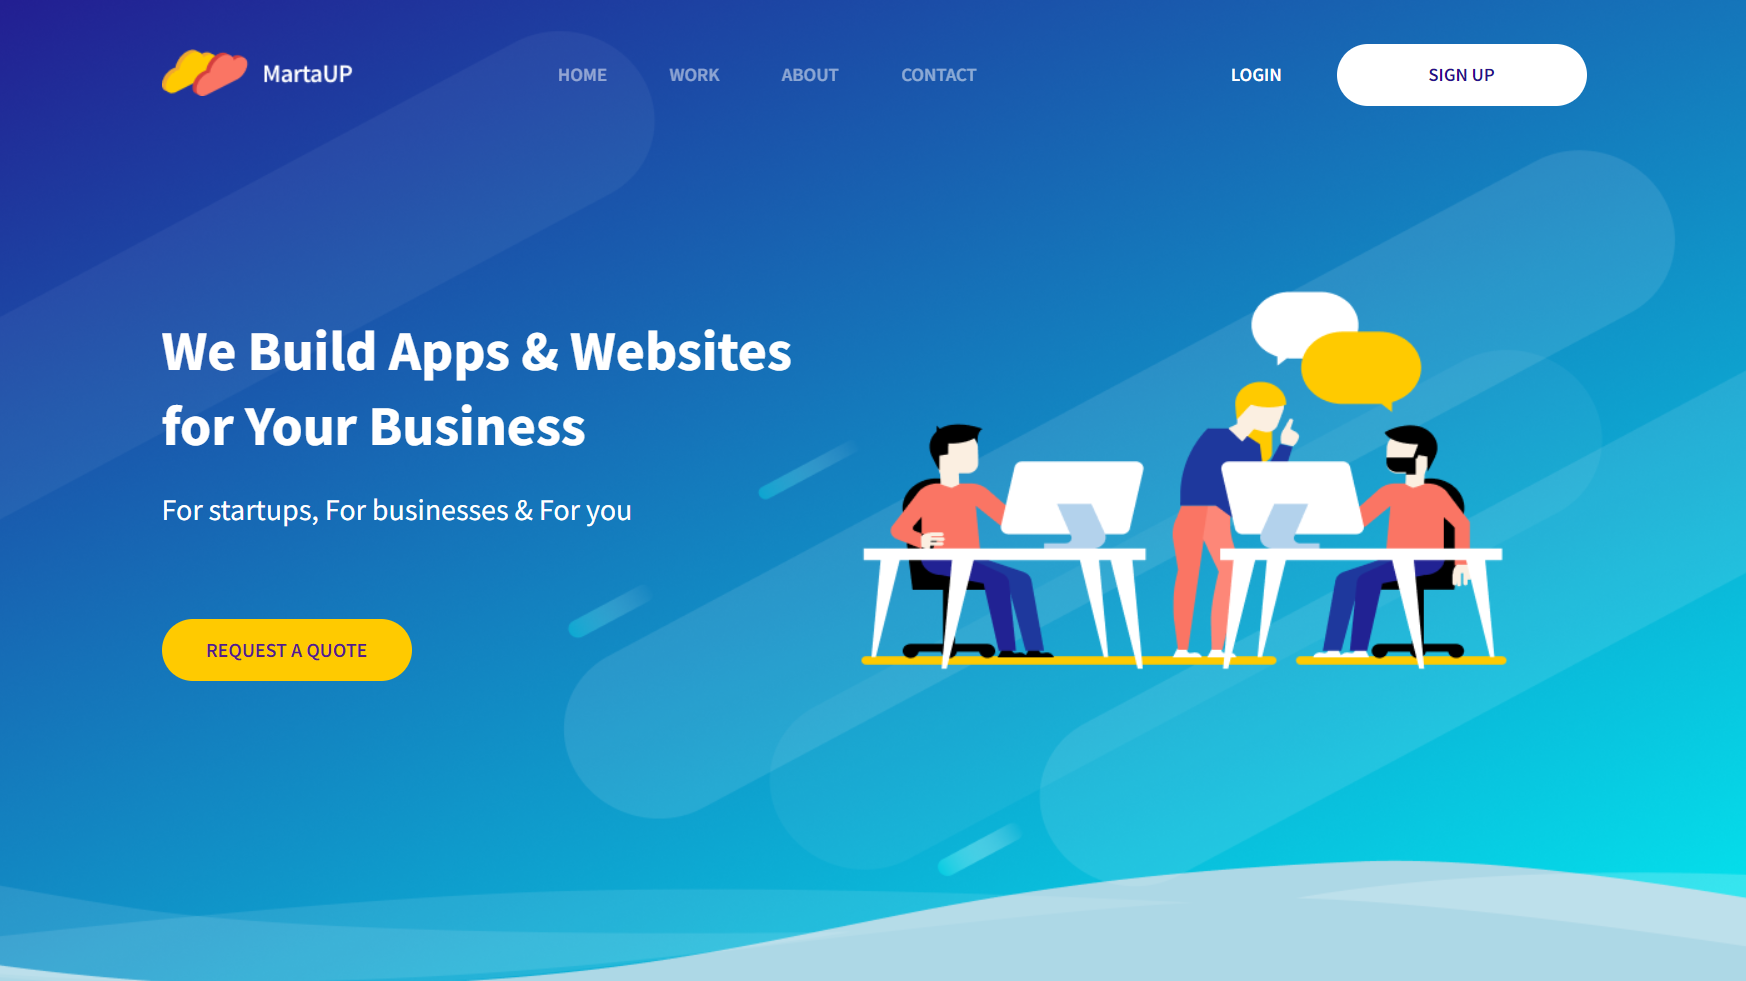 MartaUP
HOME
WORK
ABOUT
CONTACT
LOGIN
SIGN UP
We Build Apps & Websites
for Your Business
For startups, For businesses & For you
REQUEST A QUOTE